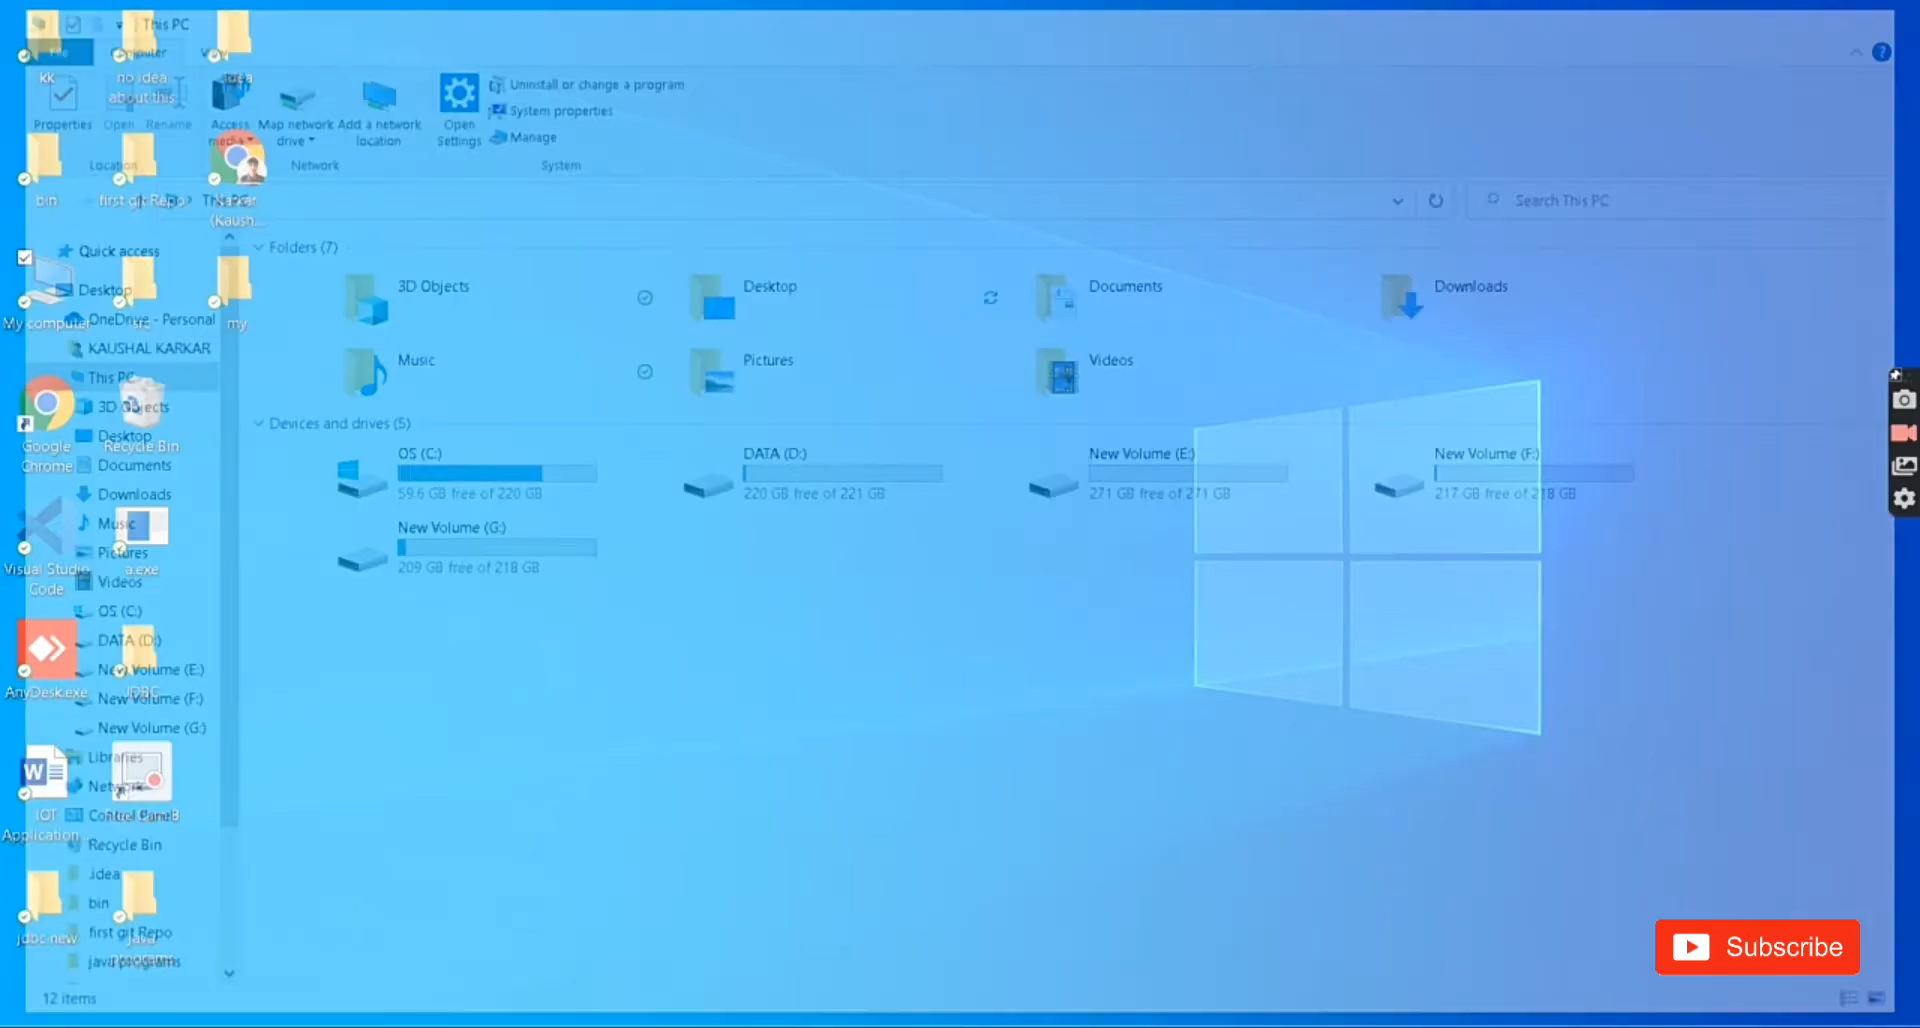 This PC
File
Computer
kk
no idea
about this
.idea
Properties
Open
Rename
Access
media
Map network
drive
Add a network
location
Open
Settings
Uninstall or change a program
System properties
Manage
Location
Network
System
bin
first git Repo
This PC
Karkar
(Kaush...
Search This PC
Quick access
Desktop
My computer
src
my
OneDrive - Personal
KAUSHAL KARKAR
This PC
3D Objects
Desktop
Documents
Downloads
Music
Pictures
Videos
OS (C:)
DATA (D:)
New Volume (E:)
New Volume (F:)
New Volume (G:)
Libraries
Network
Control Panel
Recycle Bin
.idea
bin
first git Repo
java programs
Google
Chrome
Recycle Bin
Visual Studio
Code
a.exe
AnyDesk.exe
JDBC
IOT
Application
jdbc new
java
programs
Folders (7)
3D Objects
Desktop
Documents
Downloads
Music
Pictures
Videos
Devices and drives (5)
OS (C:)
59.6 GB free of 220 GB
DATA (D:)
220 GB free of 221 GB
New Volume (E:)
271 GB free of 271 GB
New Volume (F:)
217 GB free of 218 GB
New Volume (G:)
209 GB free of 218 GB
12 items
Subscribe